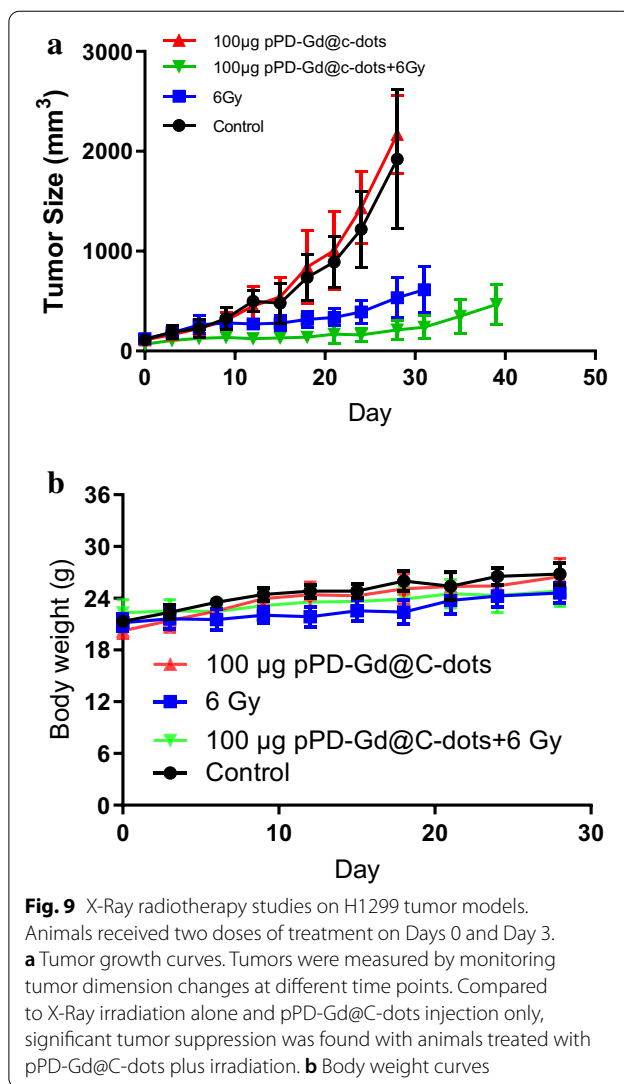 a
100µg pPD-Gd@c-dots
100µg pPD-Gd@c-dots+6Gy
6Gy
Control
3000
2000
1000
0
Tumor Size (mm³)
0 10 20 30 40 50
Day
b
36
30
24
18
12
6
0
Body weight (g)
100 µg pPD-Gd@C-dots
6 Gy
100 µg pPD-Gd@C-dots+6 Gy
Control
0 10 20 30
Day
Fig. 9 X-Ray radiotherapy studies on H1299 tumor models.
Animals received two doses of treatment on Days 0 and Day 3.
a Tumor growth curves. Tumors were measured by monitoring
tumor dimension changes at different time points. Compared
to X-Ray irradiation alone and pPD-Gd@C-dots injection only,
significant tumor suppression was found with animals treated with
pPD-Gd@C-dots plus irradiation. b Body weight curves